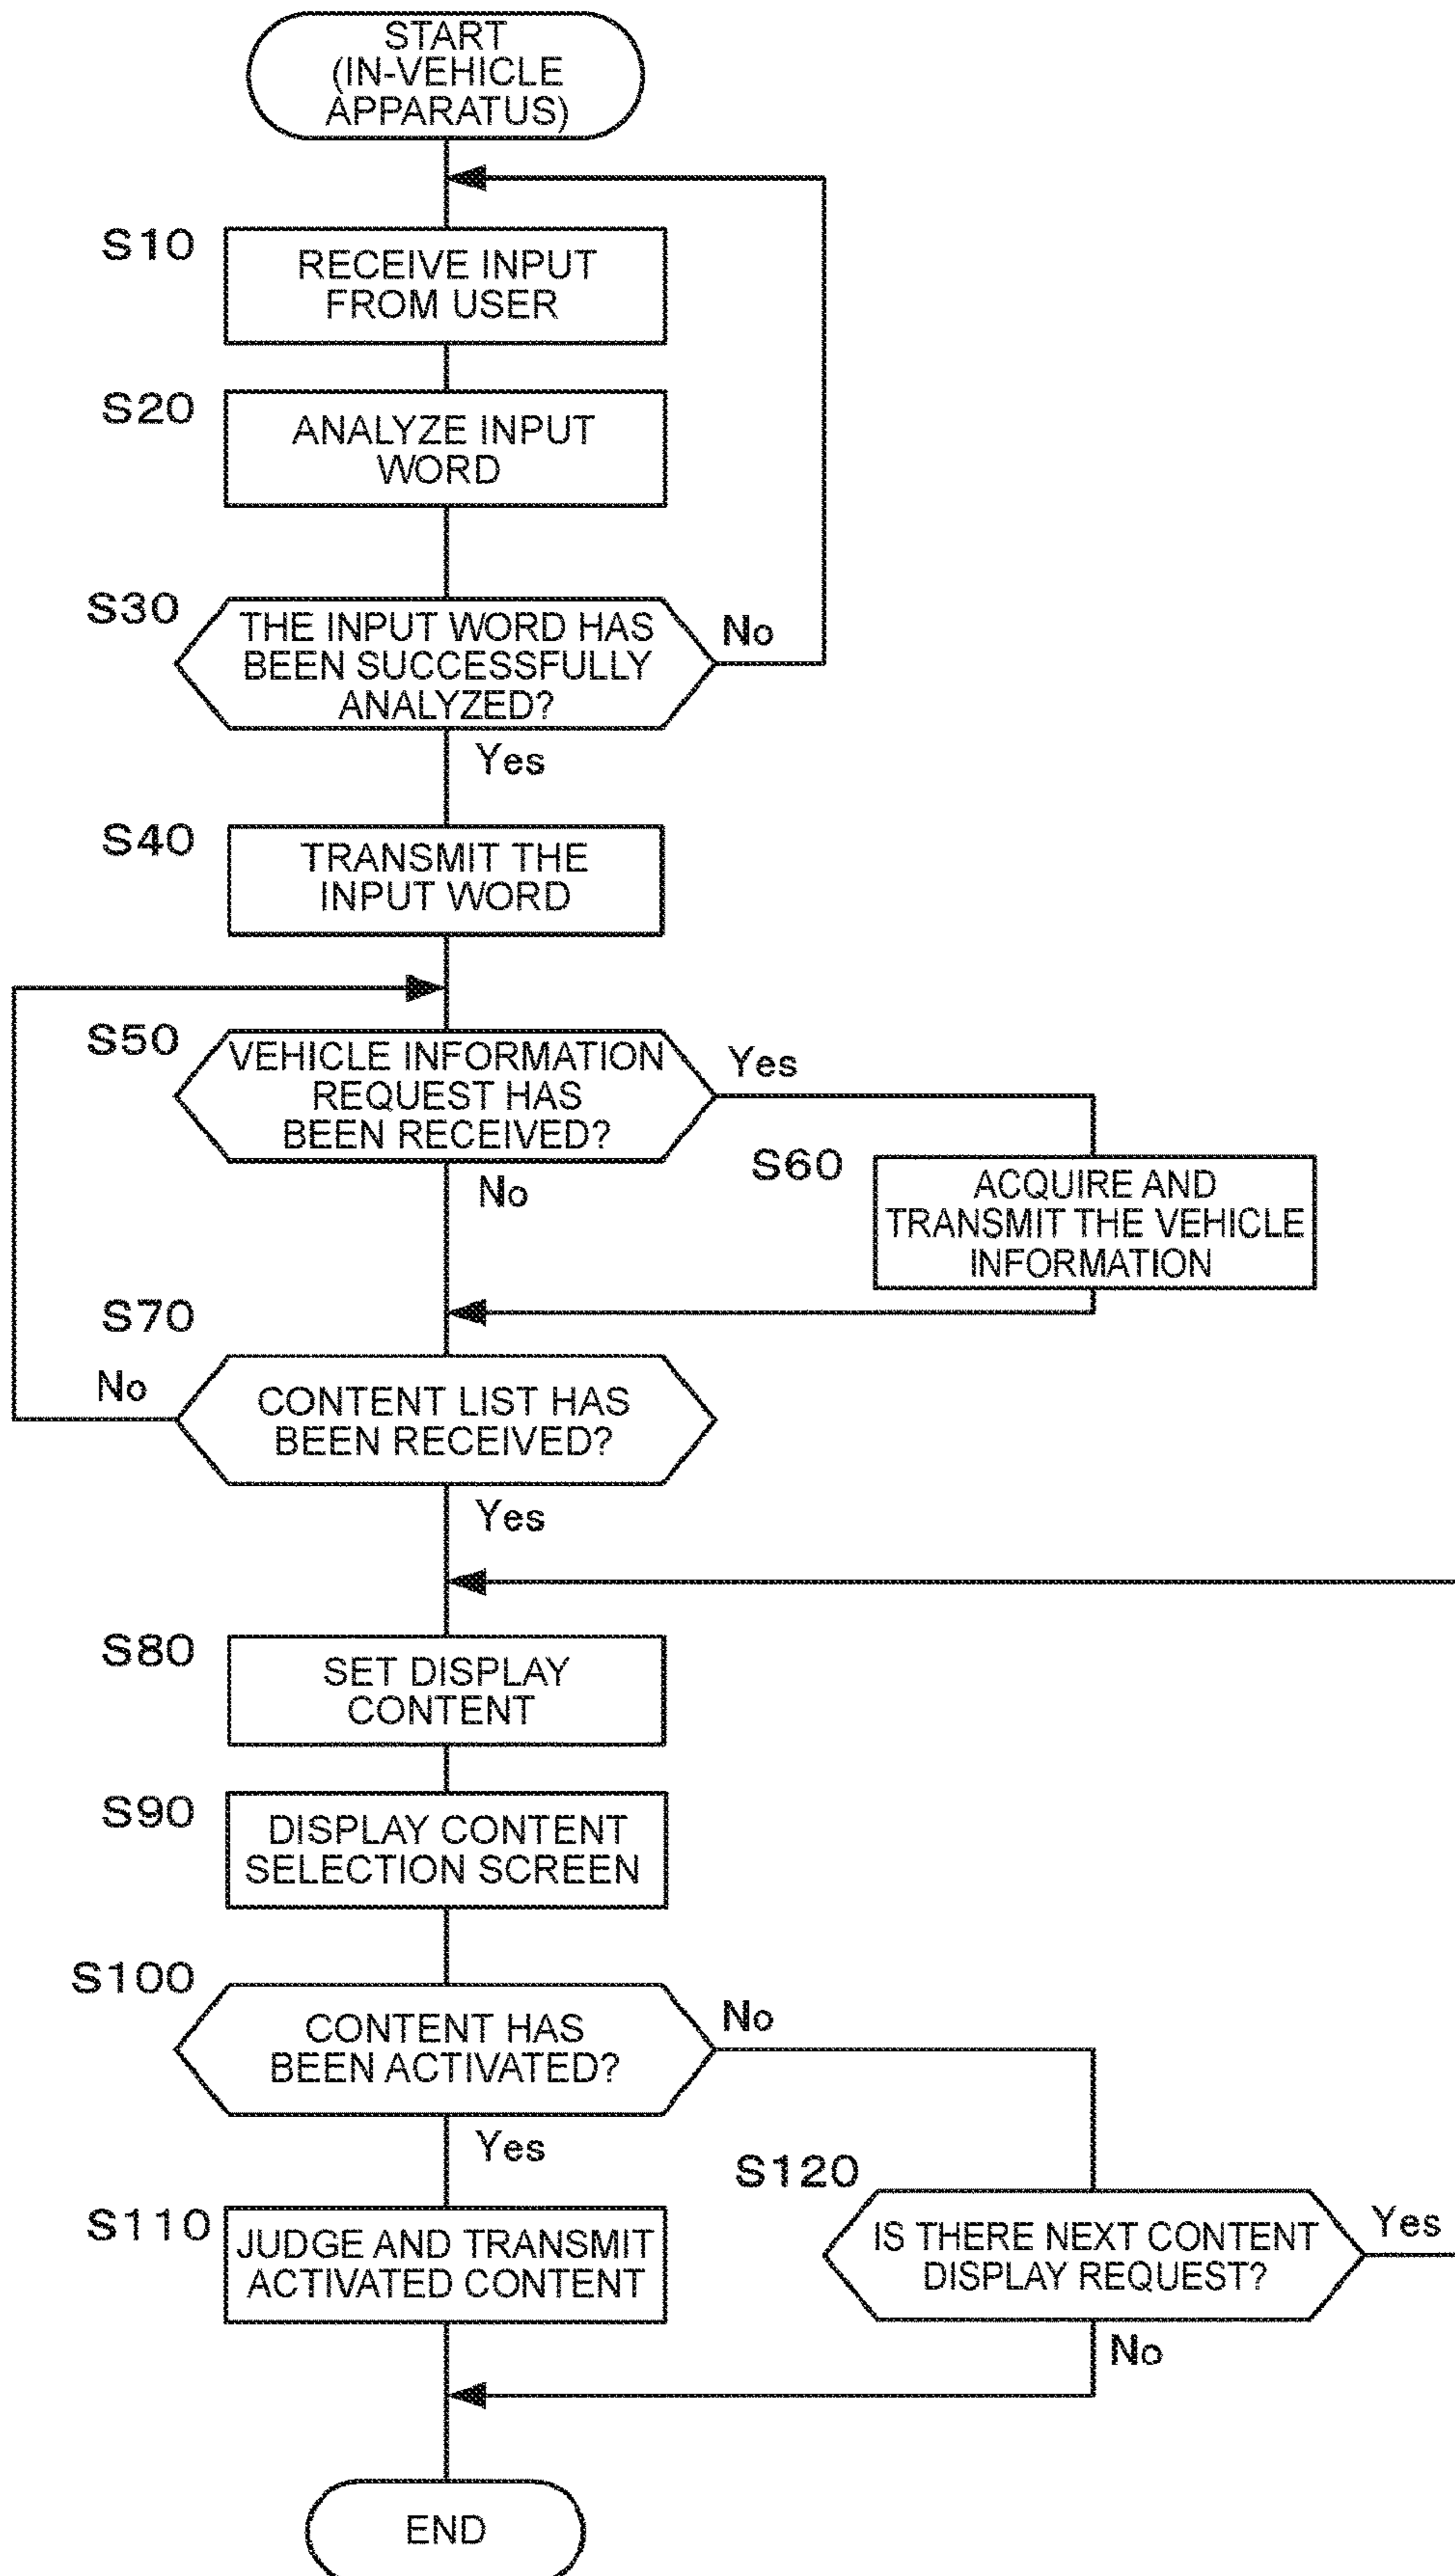 START
(IN-VEHICLE
APPARATUS)
S10
RECEIVE INPUT
FROM USER
S20
ANALYZE INPUT
WORD
S30
THE INPUT WORD HAS
BEEN SUCCESSFULLY
ANALYZED?
No
Yes
S40
TRANSMIT THE
INPUT WORD
S50
VEHICLE INFORMATION
REQUEST HAS
BEEN RECEIVED?
Yes
No
S60
ACQUIRE AND
TRANSMIT THE VEHICLE
INFORMATION
S70
CONTENT LIST HAS
BEEN RECEIVED?
No
Yes
S80
SET DISPLAY
CONTENT
S90
DISPLAY CONTENT
SELECTION SCREEN
S100
CONTENT HAS
BEEN ACTIVATED?
No
Yes
S110
JUDGE AND TRANSMIT
ACTIVATED CONTENT
S120
IS THERE NEXT CONTENT
DISPLAY REQUEST?
Yes
No
END